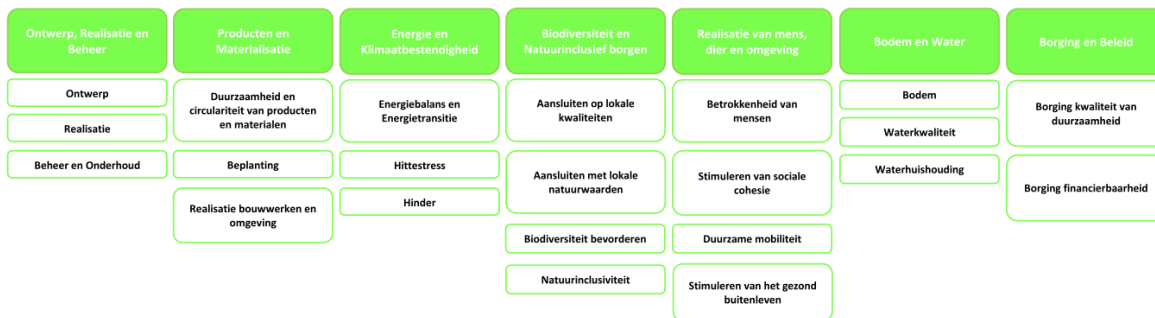 Ontwerp, Realisatie en
Beheer
Ontwerp
Realisatie
Beheer en Onderhoud
Producten en
Materialisatie
Duurzaamheid en
circulariteit van producten
en materialen
Beplanting
Realisatie bouwwerken en
omgeving
Energie en
Klimaatbestendigheid
Energiebalans en
Energietransitie
Hittestress
Hinder
Biodiversiteit en
Natuurinclusief borgen
Aansluiten op lokale
kwaliteiten
Aansluiten met lokale
natuurwaarden
Biodiversiteit bevorderen
Natuurinclusiviteit
Realisatie van mens,
dier en omgeving
Betrokkenheid van
mensen
Stimuleren van sociale
cohesie
Duurzame mobiliteit
Stimuleren van het gezond
buitenleven
Bodem en Water
Bodem
Waterkwaliteit
Waterhuishouding
Borging en Beleid
Borging kwaliteit van
duurzaamheid
Borging financierbaarheid